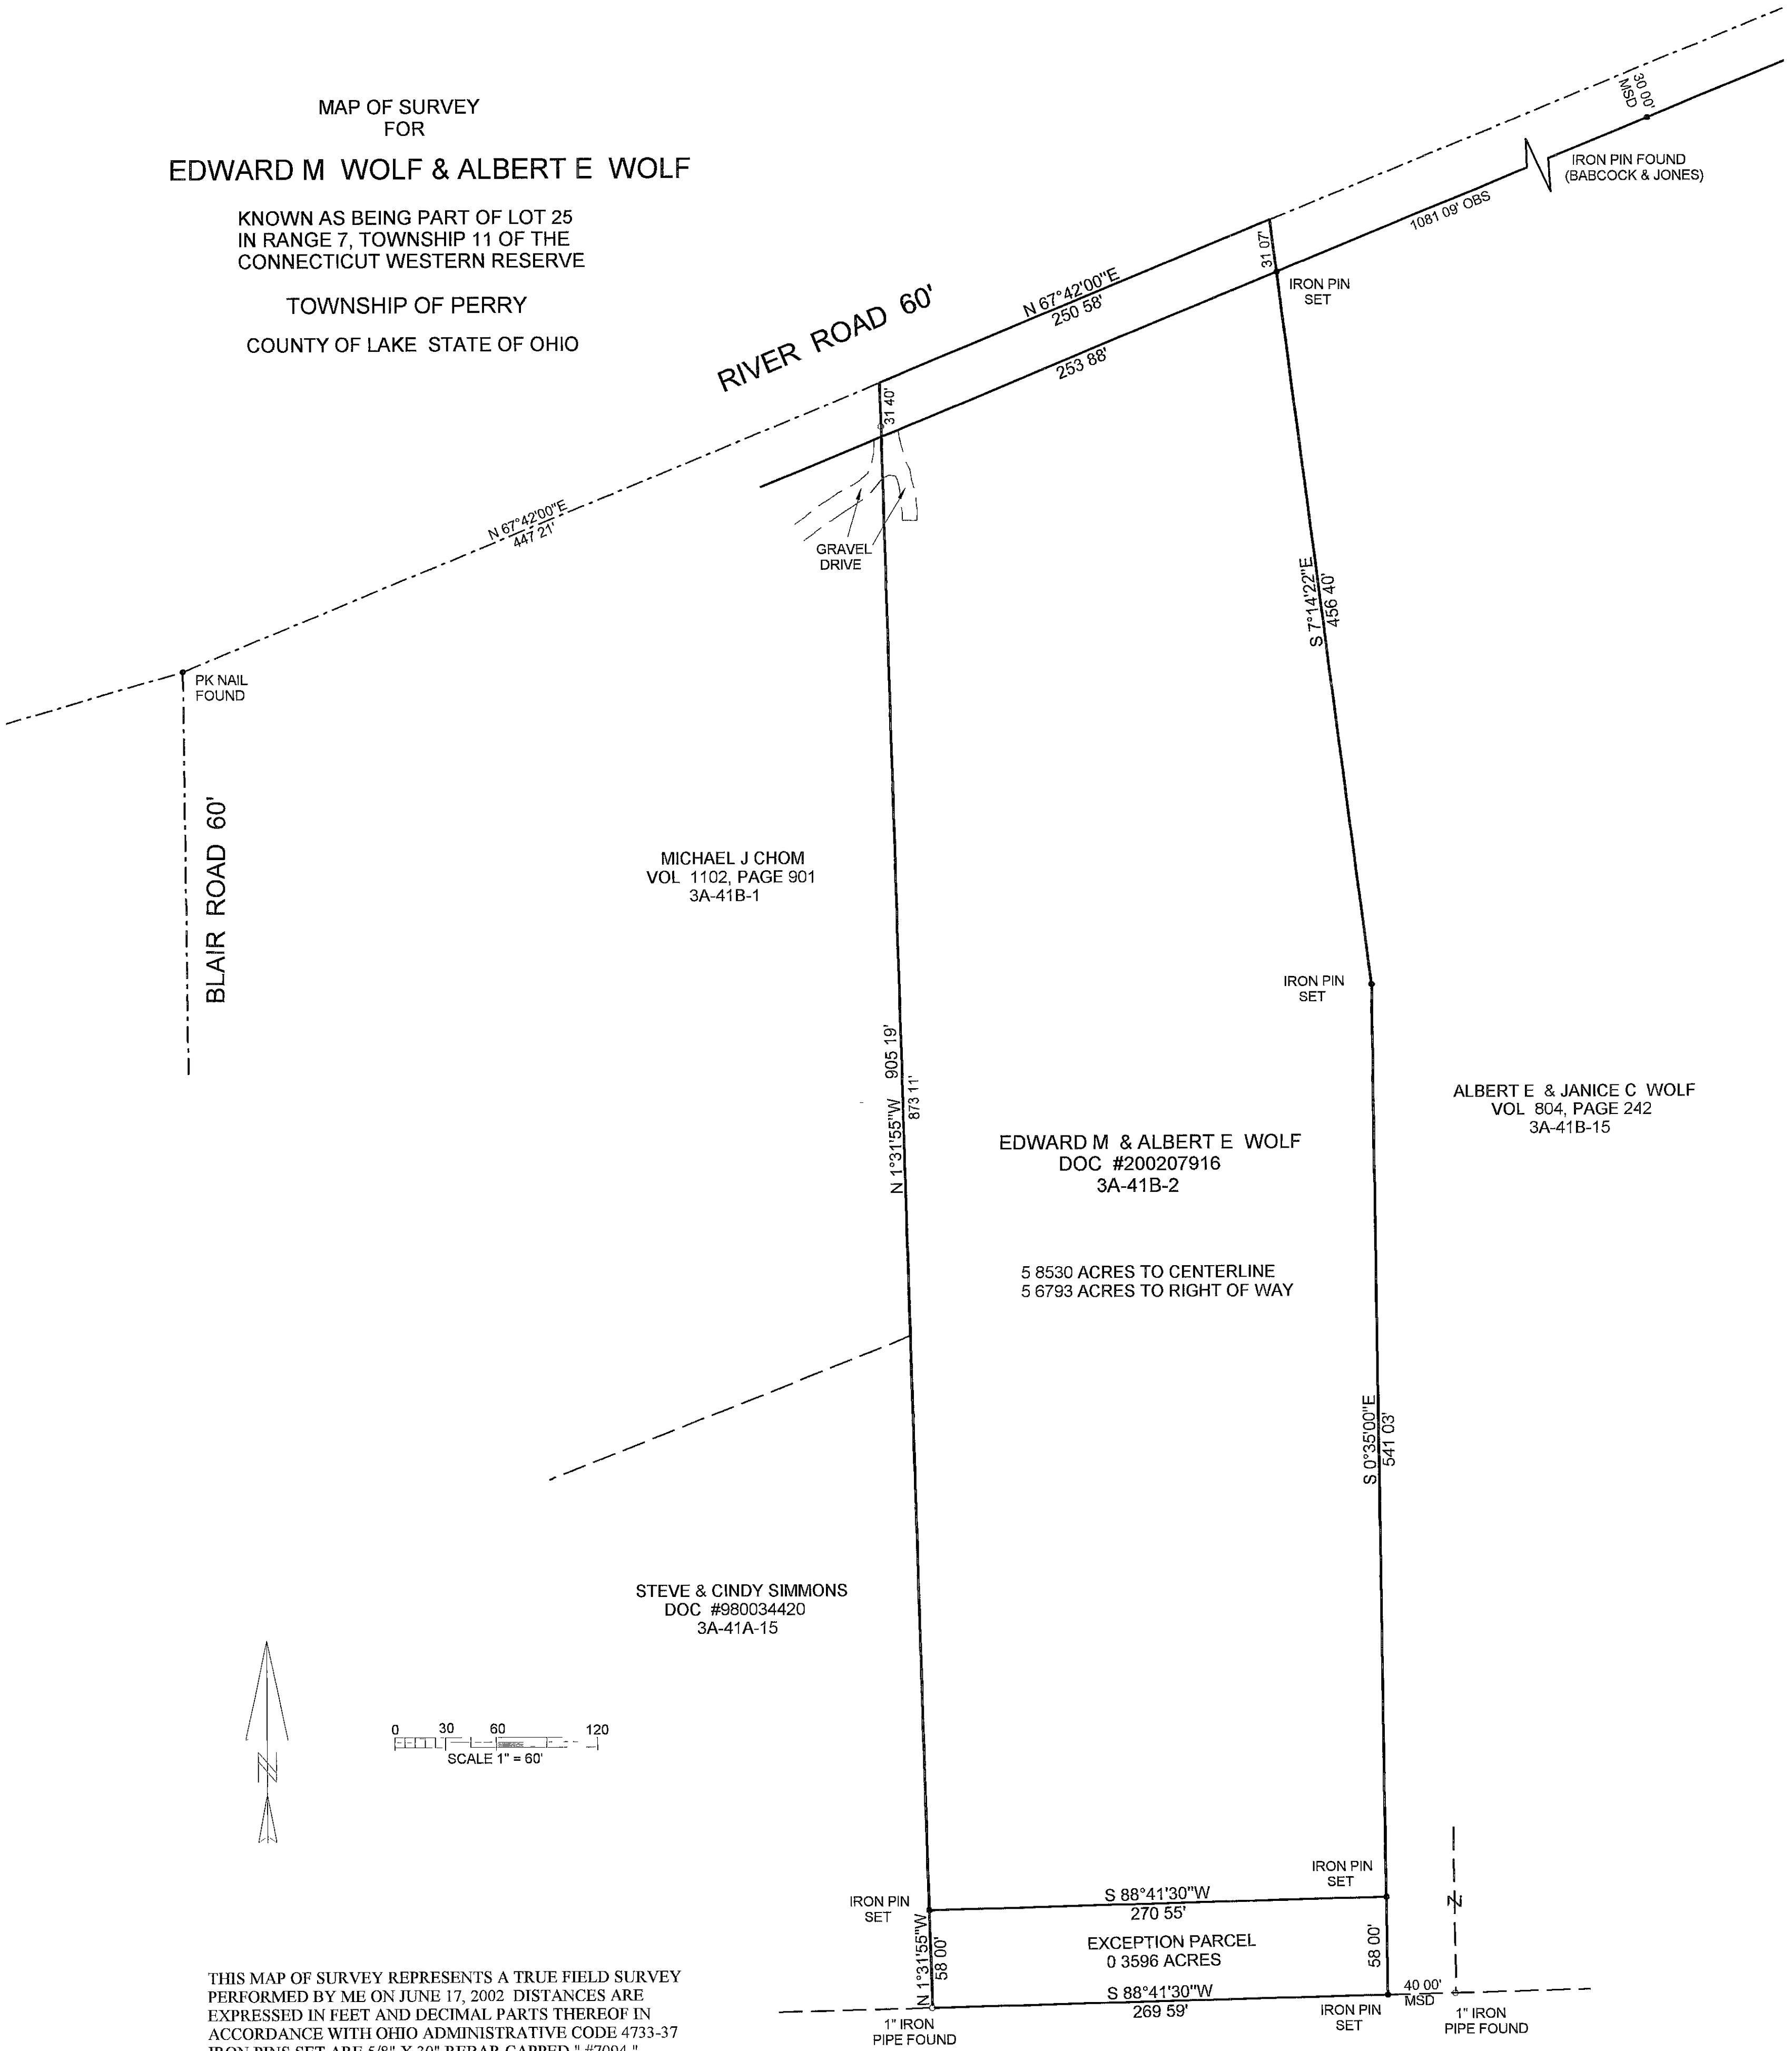 MAP OF SURVEY
FOR
EDWARD M WOLF & ALBERT E WOLF
KNOWN AS BEING PART OF LOT 25
IN RANGE 7, TOWNSHIP 11 OF THE
CONNECTICUT WESTERN RESERVE
TOWNSHIP OF PERRY
COUNTY OF LAKE STATE OF OHIO
30 00'
MSD
IRON PIN FOUND
(BABCOCK & JONES)
1081 09' OBS
RIVER ROAD 60'
N 67°42'00"E
250 58'
253 88'
31 07'
IRON PIN
SET
31 40'
N 67°42'00"E
447 21'
GRAVEL
DRIVE
S 7°14'22"E
456 40'
PK NAIL
FOUND
BLAIR ROAD 60'
MICHAEL J CHOM
VOL 1102, PAGE 901
3A-41B-1
IRON PIN
SET
N 1°31'55"W 905 19'
873 11'
ALBERT E & JANICE C WOLF
VOL 804, PAGE 242
3A-41B-15
EDWARD M & ALBERT E WOLF
DOC #200207916
3A-41B-2
5 8530 ACRES TO CENTERLINE
5 6793 ACRES TO RIGHT OF WAY
S 0°35'00"E
541 03'
STEVE & CINDY SIMMONS
DOC #980034420
3A-41A-15
N
0 30 60 120
SCALE 1" = 60'
IRON PIN
SET
IRON PIN
SET
S 88°41'30"W
270 55'
N 1°31'55"W
58 00'
EXCEPTION PARCEL
0 3596 ACRES
58 00'
Z
S 88°41'30"W
269 59'
40 00'
MSD
1" IRON
PIPE FOUND
IRON PIN
SET
1" IRON
PIPE FOUND
THIS MAP OF SURVEY REPRESENTS A TRUE FIELD SURVEY
PERFORMED BY ME ON JUNE 17, 2002 DISTANCES ARE
EXPRESSED IN FEET AND DECIMAL PARTS THEREOF IN
ACCORDANCE WITH OHIO ADMINISTRATIVE CODE 4733-37
IRON PINS SET ARE 5/8" X 30" REBAR CAPPED " #7094 "